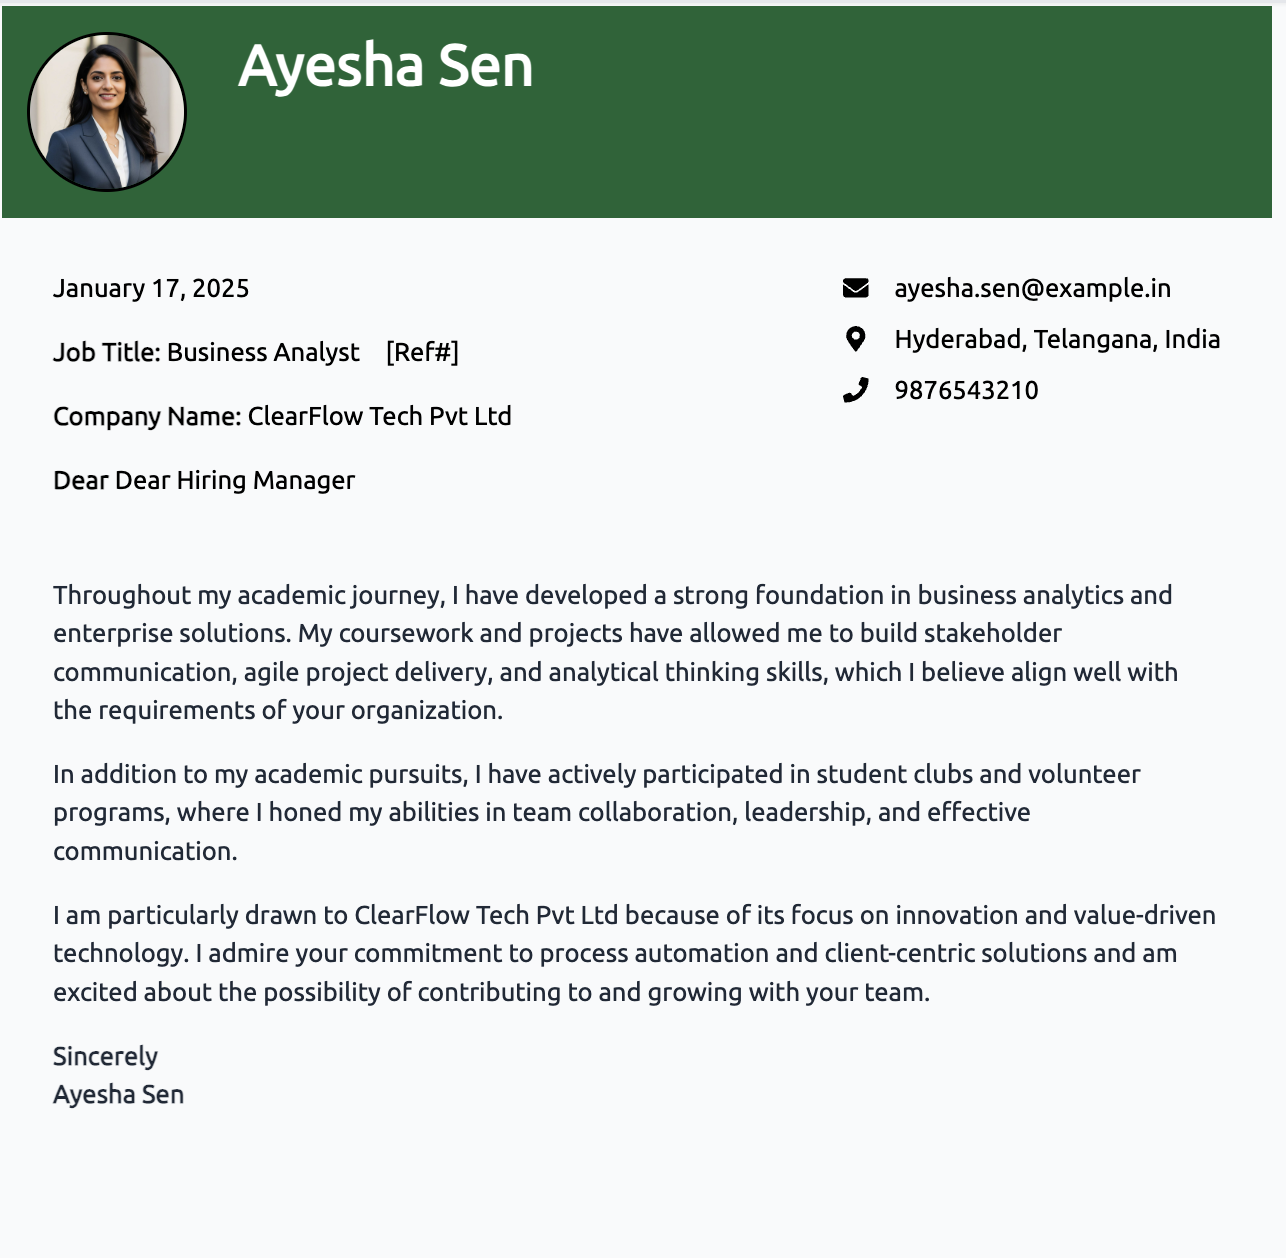 Ayesha Sen
January 17, 2025
Job Title: Business Analyst [Ref#]
Company Name: ClearFlow Tech Pvt Ltd
Dear Dear Hiring Manager
ayesha.sen@example.in
Hyderabad, Telangana, India
9876543210
Throughout my academic journey, I have developed a strong foundation in business analytics and
enterprise solutions. My coursework and projects have allowed me to build stakeholder
communication, agile project delivery, and analytical thinking skills, which I believe align well with
the requirements of your organization.
In addition to my academic pursuits, I have actively participated in student clubs and volunteer
programs, where I honed my abilities in team collaboration, leadership, and effective
communication.
I am particularly drawn to ClearFlow Tech Pvt Ltd because of its focus on innovation and value-driven
technology. I admire your commitment to process automation and client-centric solutions and am
excited about the possibility of contributing to and growing with your team.
Sincerely
Ayesha Sen